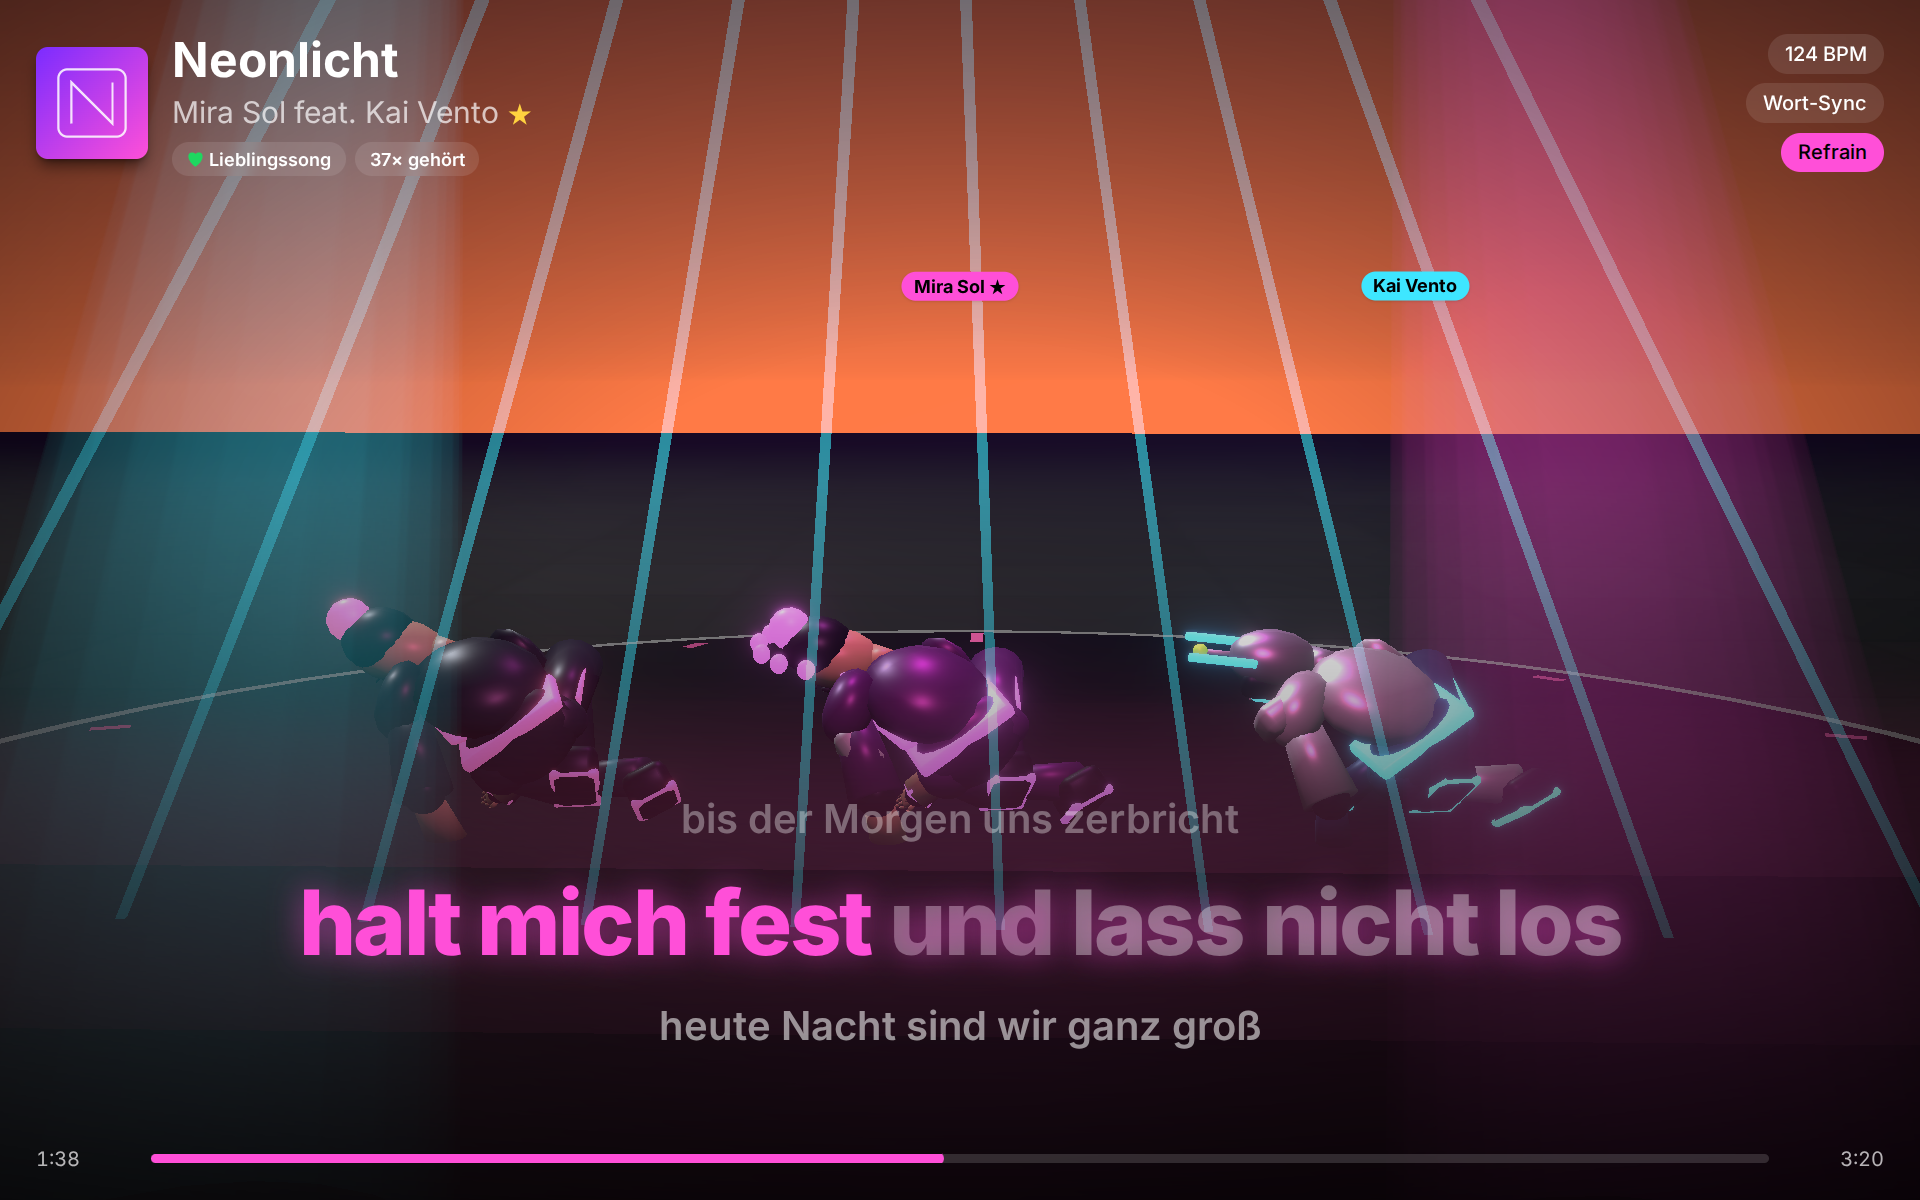 Neonlicht
Mira Sol feat. Kai Vento ★
Lieblingssong
37× gehört
124 BPM
Wort-Sync
Refrain
Mira Sol ★
Kai Vento
bis der Morgen uns zerbricht
halt mich fest und lass nicht los
heute Nacht sind wir ganz groß
1:38
3:20